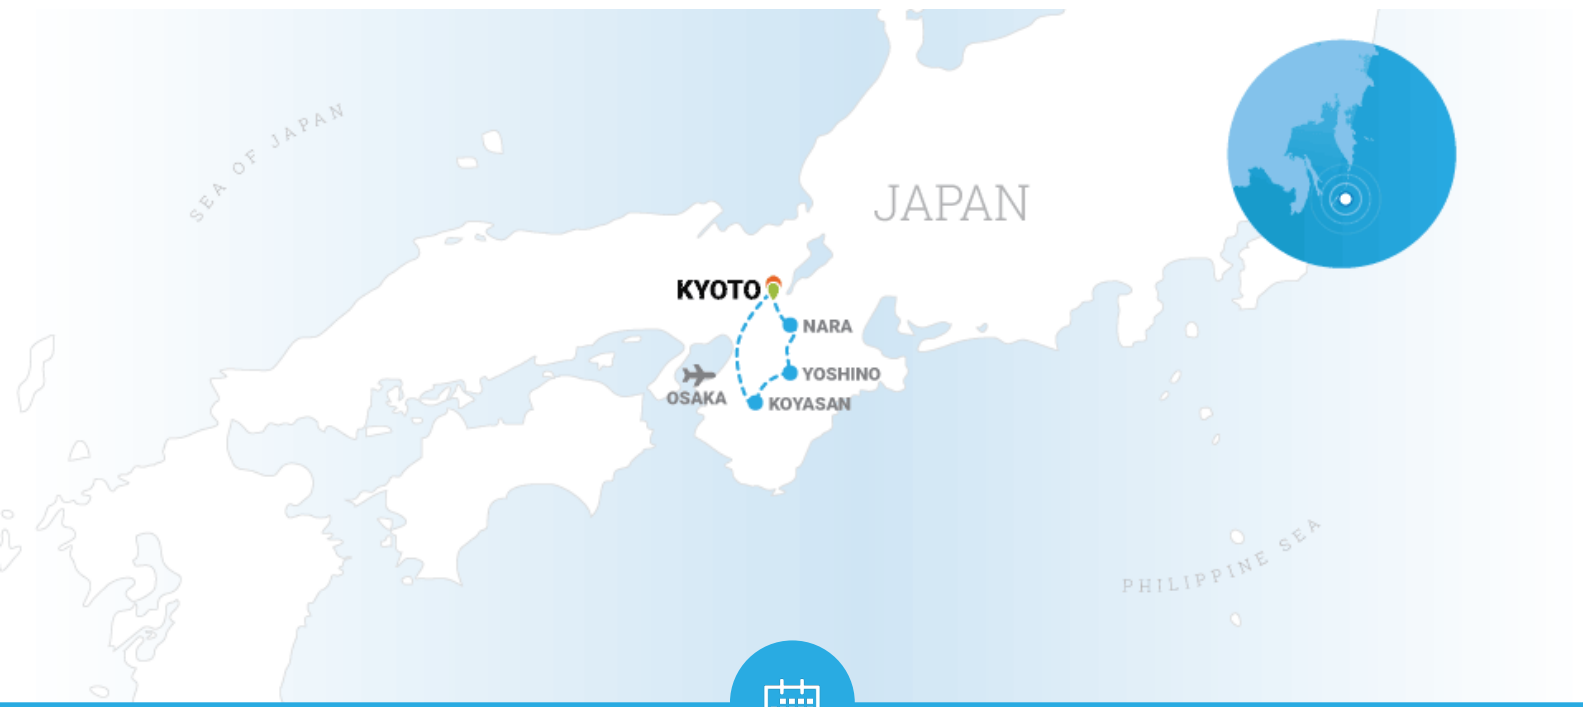 SEA OF JAPAN
JAPAN
KYOTO
NARA
YOSHINO
OSAKA
KOYASAN
PHILIPPINE SEA